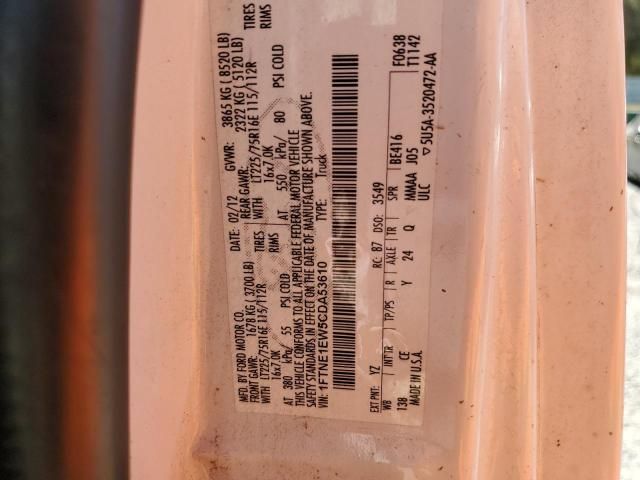 MFD. BY FORD MOTOR CO.
DATE: 02/12 GVWR: 3865 KG ( 8520 LB)
FRONT GAWR: 1678 KG ( 3700 LB) REAR GAWR: 2322 KG ( 5120 LB)
WITH LT225/75R16E 115/112R TIRES WITH LT225/75R16E 115/112R TIRES
16x7.0K RIMS 16x7.0K RIMS
AT 380 kPa/ 55 PSI COLD AT 550 kPa/ 80 PSI COLD
THIS VEHICLE CONFORMS TO ALL APPLICABLE FEDERAL MOTOR VEHICLE
SAFETY STANDARDS IN EFFECT ON THE DATE OF MANUFACTURE SHOWN ABOVE.
VIN: 1FTNE1EW5CDA53610 TYPE: Truck
F0638
T1142
EXT PNT: YZ RC: B7 DSO: 3549 BE416
WB INT TR TP/PS R AXLE TR SPR
138 CE Y 24 Q MMAA J05
MADE IN U.S.A. ULC
▽5U5A-3520472-AA